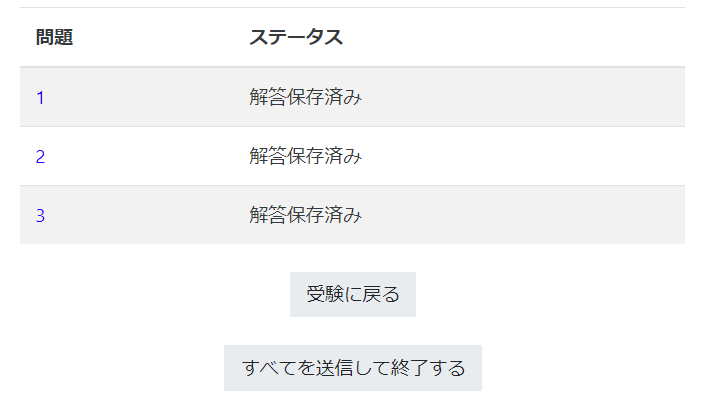 問題 ステータス
1 解答保存済み
2 解答保存済み
3 解答保存済み
受験に戻る
すべてを送信して終了する